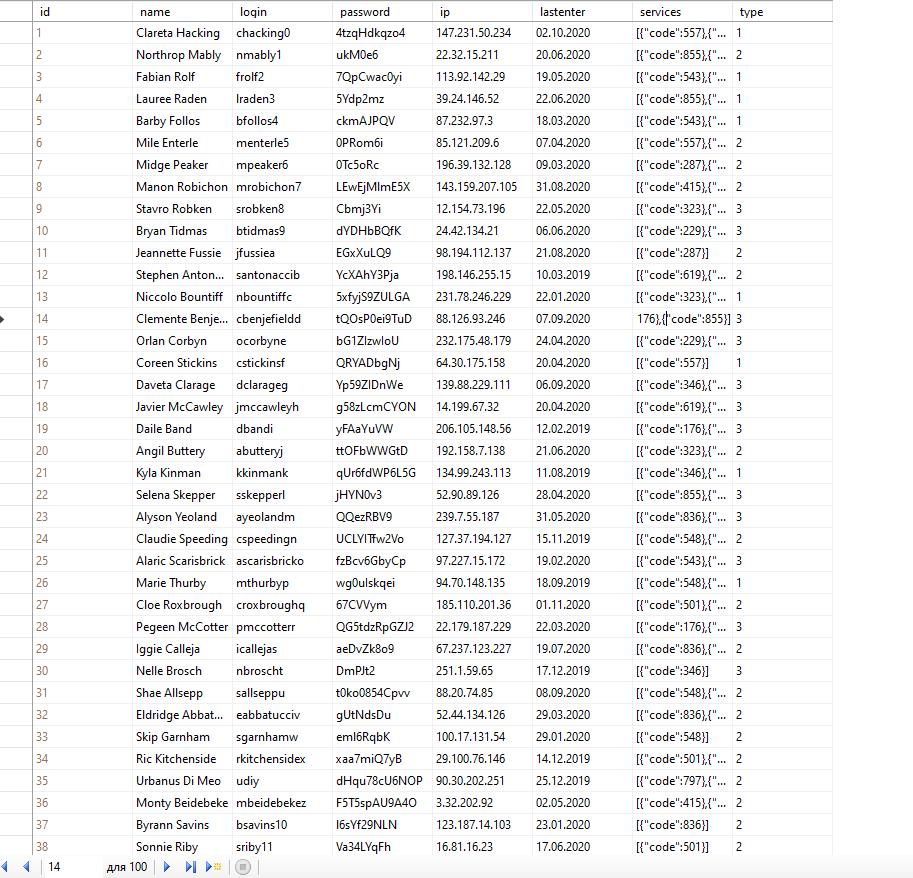 id name login password ip lastenter services type
1 Clareta Hacking chacking0 4tzqHdkqzo4 147.231.50.234 02.10.2020 [{"code":557},{"... 1
2 Northrop Mably nmably1 ukM0e6 22.32.15.211 20.06.2020 [{"code":855},{"... 2
3 Fabian Rolf frolf2 7QpCwac0yi 113.92.142.29 19.05.2020 [{"code":543},{"... 1
4 Lauree Raden lraden3 5Ydp2mz 39.24.146.52 22.06.2020 [{"code":855},{"... 1
5 Barby Follos bfollos4 ckmAJPQV 87.232.97.3 18.03.2020 [{"code":543},{"... 1
6 Mile Enterle menterle5 0PRom6i 85.121.209.6 07.04.2020 [{"code":557},{"... 2
7 Midge Peaker mpeaker6 0Tc5oRc 196.39.132.128 09.03.2020 [{"code":287},{"... 2
8 Manon Robichon mrobichon7 LEwEjMlmE5X 143.159.207.105 31.08.2020 [{"code":415},{"... 2
9 Stavro Robken srobken8 Cbmj3Yi 12.154.73.196 22.05.2020 [{"code":323},{"... 3
10 Bryan Tidmas btidmas9 dYDHbBQfK 24.42.134.21 06.06.2020 [{"code":229},{"... 3
11 Jeannette Fussie jfussiea EGxXuLQ9 98.194.112.137 21.08.2020 [{"code":287}] 2
12 Stephen Anton... santonaccib YcXAhY3Pja 198.146.255.15 10.03.2019 [{"code":619},{"... 2
13 Niccolo Bountiff nbountiffc 5xfyjS9ZULGA 231.78.246.229 22.01.2020 [{"code":323},{"... 1
14 Clemente Benje... cbenjefieldd tQOsP0ei9TuD 88.126.93.246 07.09.2020 176},{"code":855}] 3
15 Orlan Corbyn ocorbyne bG1ZlzwIoU 232.175.48.179 24.04.2020 [{"code":229},{"... 3
16 Coreen Stickins cstickinsf QRYADbgNj 64.30.175.158 20.04.2020 [{"code":557}] 1
17 Daveta Clarage dclarageg Yp59ZIDnWe 139.88.229.111 06.09.2020 [{"code":346},{"... 3
18 Javier McCawley jmccawleyh g58zLcmCYON 14.199.67.32 20.04.2020 [{"code":619},{"... 3
19 Daile Band dbandi yFAaYuVW 206.105.148.56 12.02.2019 [{"code":176},{"... 3
20 Angil Buttery abutteryj ttOFbWWGtD 192.158.7.138 21.06.2020 [{"code":323},{"... 2
21 Kyla Kinman kkinmank qUr6fdWP6L5G 134.99.243.113 11.08.2019 [{"code":346},{"... 1
22 Selena Skepper sskepperl jHYN0v3 52.90.89.126 28.04.2020 [{"code":855},{"... 3
23 Alyson Yeoland ayeolandm QQezRBV9 239.7.55.187 31.05.2020 [{"code":836},{"... 3
24 Claudie Speeding cspeedingn UCLYlTfw2Vo 127.37.194.127 15.11.2019 [{"code":548},{"... 2
25 Alaric Scarisbrick ascarisbricko fzBcv6GbyCp 97.227.15.172 19.02.2020 [{"code":543},{"... 3
26 Marie Thurby mthurbyp wg0ulskqei 94.70.148.135 18.09.2019 [{"code":548},{"... 1
27 Cloe Roxbrough croxbroughq 67CVVym 185.110.201.36 01.11.2020 [{"code":501},{"... 2
28 Pegeen McCotter pmccotterr QG5tdzRpGZJ2 22.179.187.229 22.03.2020 [{"code":176},{"... 3
29 Iggie Calleja icallejas aeDvZk8o9 67.237.123.227 19.07.2020 [{"code":836},{"... 2
30 Nelle Brosch nbroscht DmPJt2 251.1.59.65 17.12.2019 [{"code":346}] 3
31 Shae Allsepp sallseppu t0ko0854Cpvv 88.20.74.85 08.09.2020 [{"code":548},{"... 2
32 Eldridge Abbat... eabbatucciv gUtNdsDu 52.44.134.126 29.03.2020 [{"code":836},{"... 2
33 Skip Garnham sgarnhamw emI6RqbK 100.17.131.54 29.01.2020 [{"code":548}] 2
34 Ric Kitchenside rkitchensidex xaa7miQ7yB 29.100.76.146 14.12.2019 [{"code":501},{"... 2
35 Urbanus Di Meo udiy dHqu78cU6NOP 90.30.202.251 25.12.2019 [{"code":797},{"... 2
36 Monty Beidebeke mbeidebekez F5T5spAU9A4O 3.32.202.92 02.05.2020 [{"code":415},{"... 2
37 Byrann Savins bsavins10 I6sYf29NLN 123.187.14.103 23.01.2020 [{"code":836}] 2
38 Sonnie Riby sriby11 Va34LYqFh 16.81.16.23 17.06.2020 [{"code":501}] 2
14 для 100